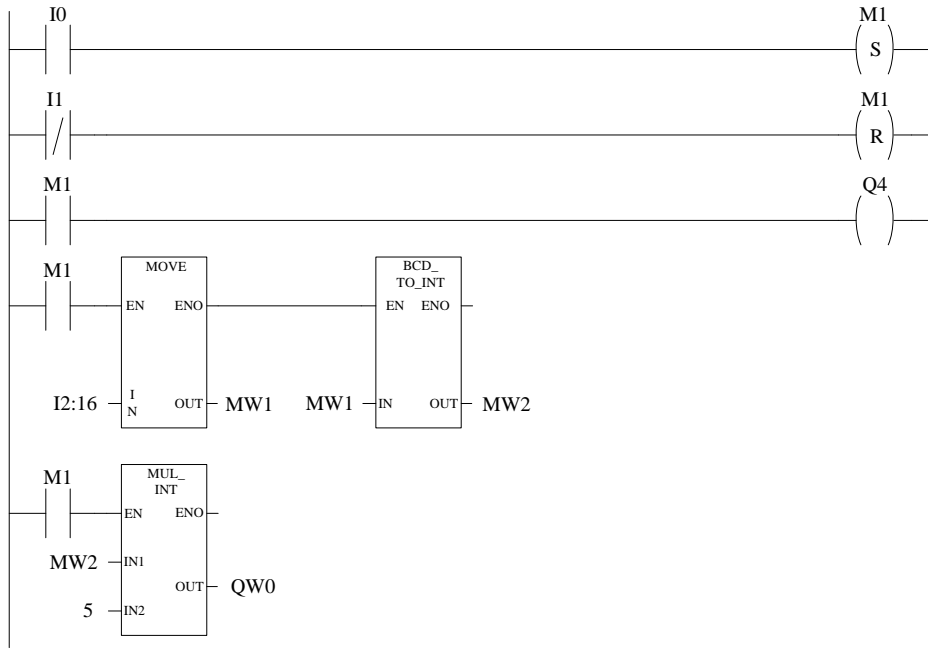 I0 M1
S
I1 M1
R
M1 Q4
M1 MOVE BCD_
TO_INT
EN ENO EN ENO
I2:16 I
N OUT MW1 MW1 IN OUT MW2
M1 MUL_
INT
EN ENO
MW2 IN1
OUT QW0
5 IN2